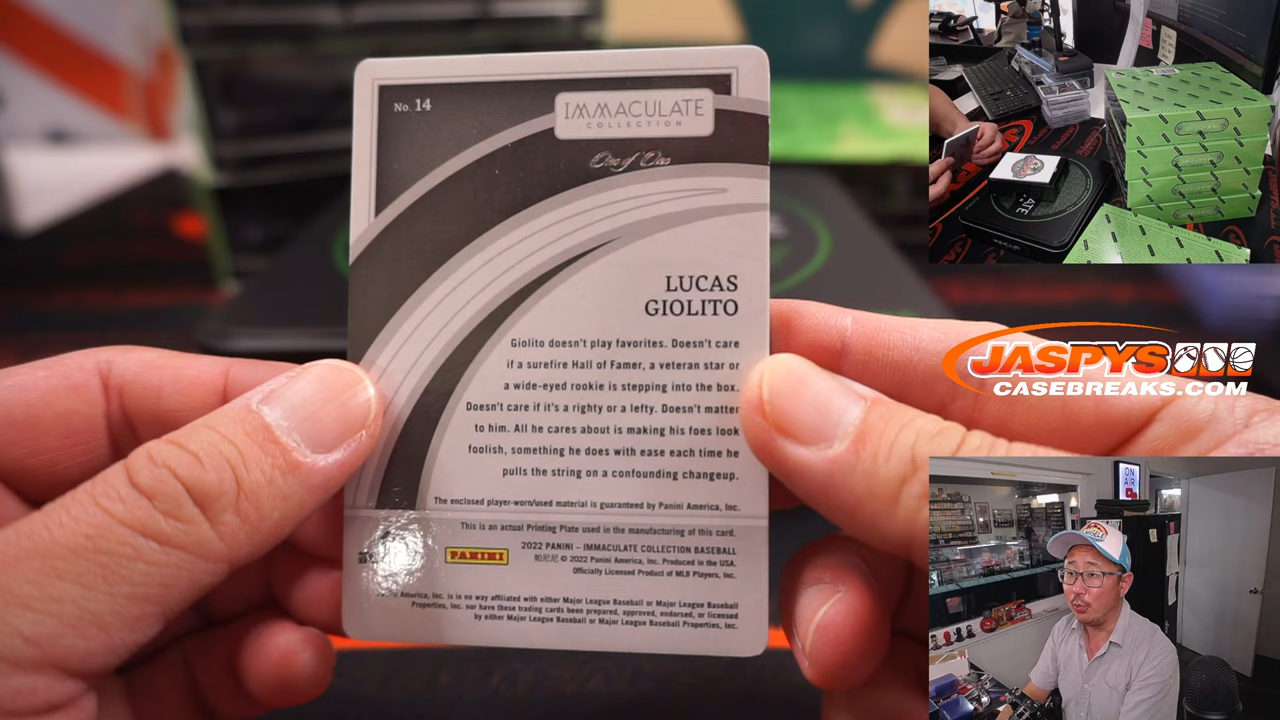 No. 14
IMMACULATE
COLLECTION
One of One
LUCAS
GIOLITO
Giolito doesn't play favorites. Doesn't care
if a surefire Hall of Famer, a veteran star or
a wide-eyed rookie is stepping into the box.
Doesn't care if it's a righty or a lefty. Doesn't matter
to him. All he cares about is making his foes look
foolish, something he does with ease each time he
pulls the string on a confounding changeup.
The enclosed player-worn/used material is guaranteed by Panini America, Inc.
This is an actual Printing Plate used in the manufacturing of this card.
PANINI
2022 PANINI – IMMACULATE COLLECTION BASEBALL
帕尼尼 © 2022 Panini America, Inc. Produced in the USA.
Officially Licensed Product of MLB Players, Inc.
America, Inc. is in no way affiliated with either Major League Baseball or Major League Baseball
Properties, Inc. nor have these trading cards been prepared, approved, endorsed, or licensed
by either Major League Baseball or Major League Baseball Properties, Inc.
JASPYS
CASEBREAKS.COM
ON
AIR